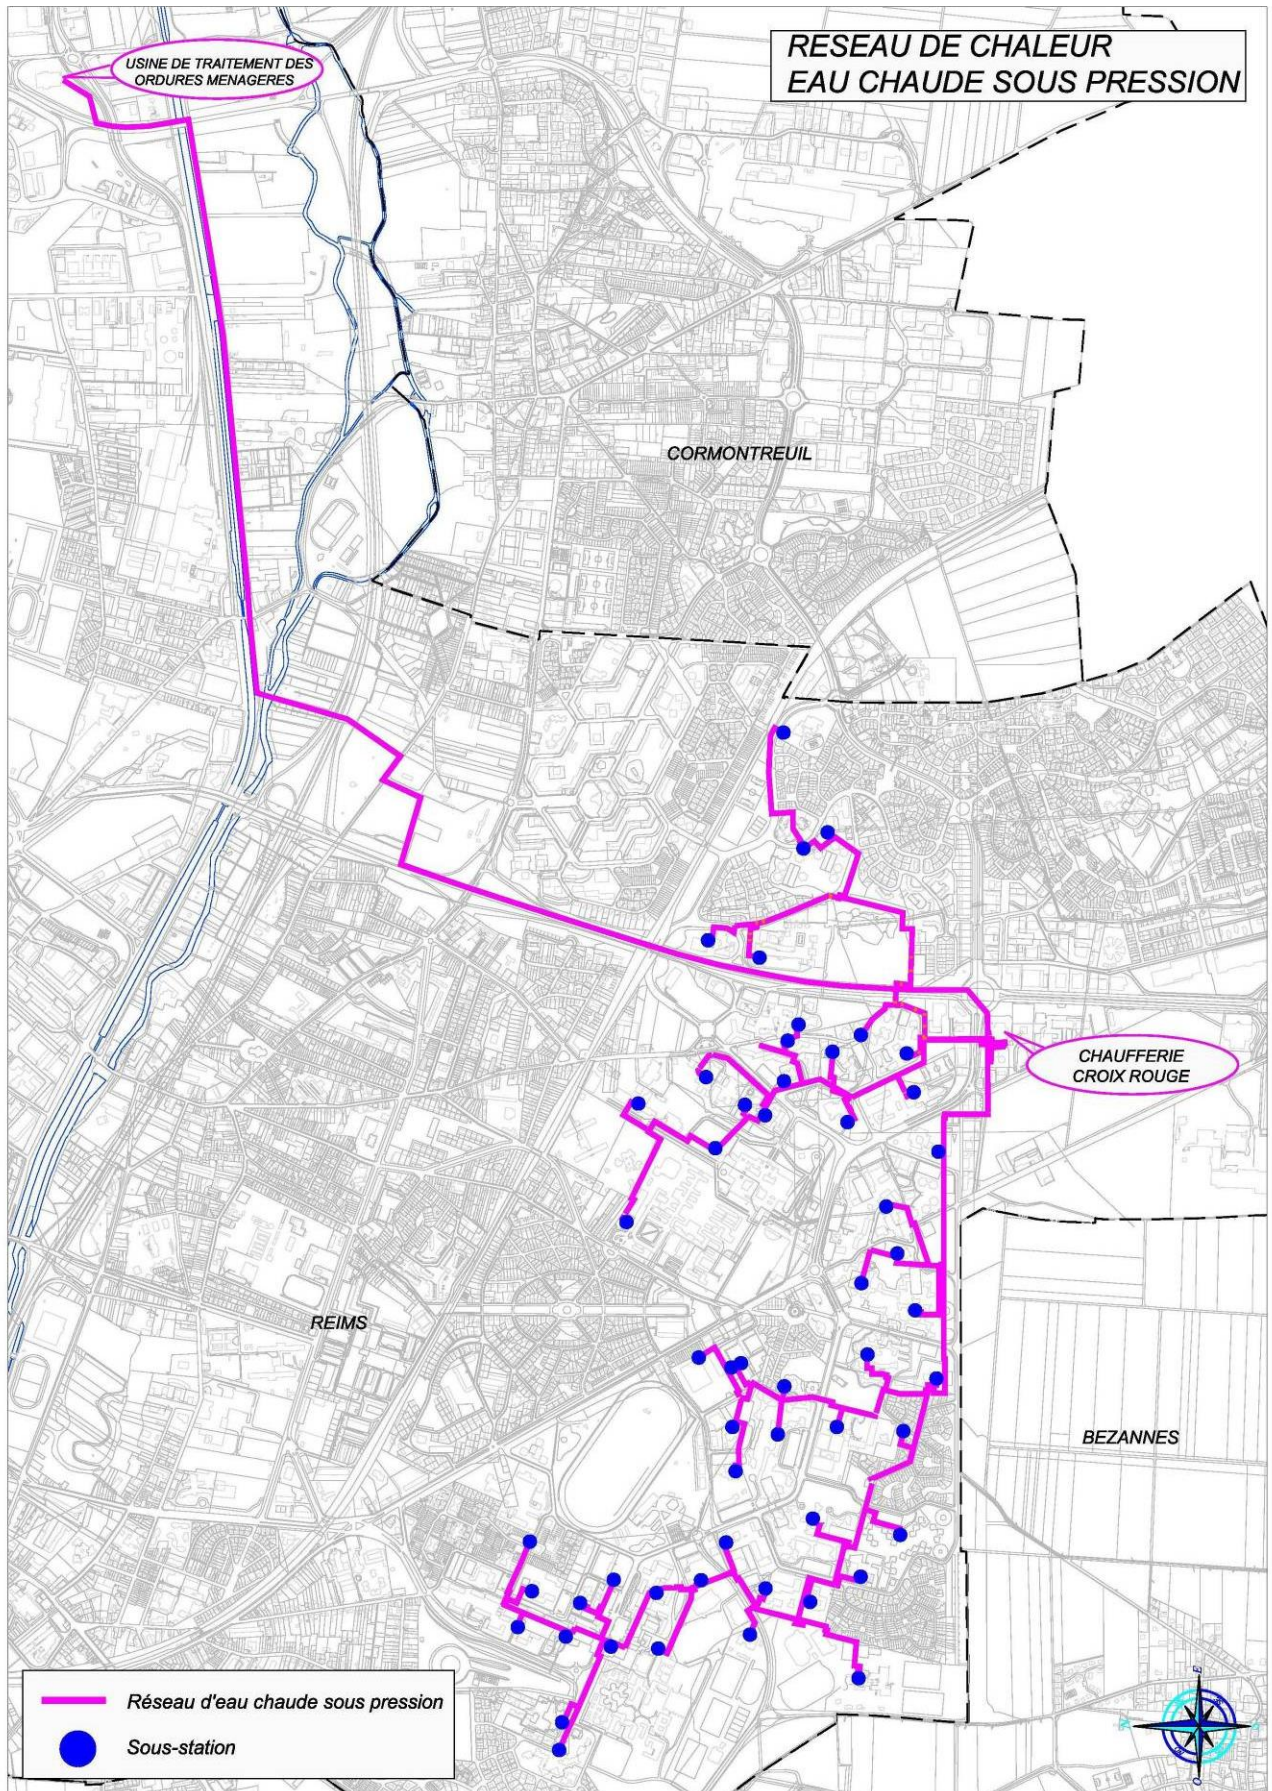 RESEAU DE CHALEUR
EAU CHAUDE SOUS PRESSION
USINE DE TRAITEMENT DES
ORDURES MENAGERES
CORMONTREUIL
CHAUFFERIE
CROIX ROUGE
REIMS
BEZANNES
Réseau d'eau chaude sous pression
Sous-station
E
N
S
O